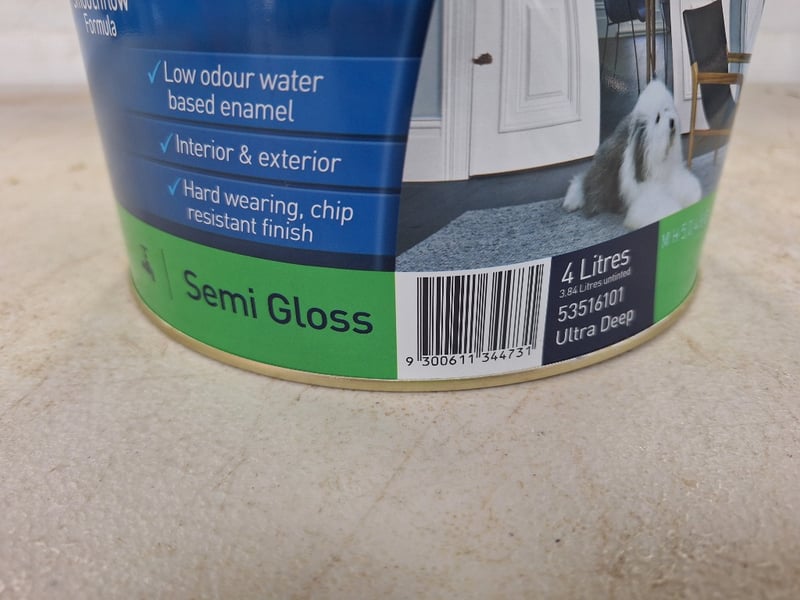 Formula
✓ Low odour water
based enamel
✓ Interior & exterior
✓ Hard wearing, chip
resistant finish
Semi Gloss
9 300611 344731
4 Litres
3.84 Litres untinted
53516101
Ultra Deep